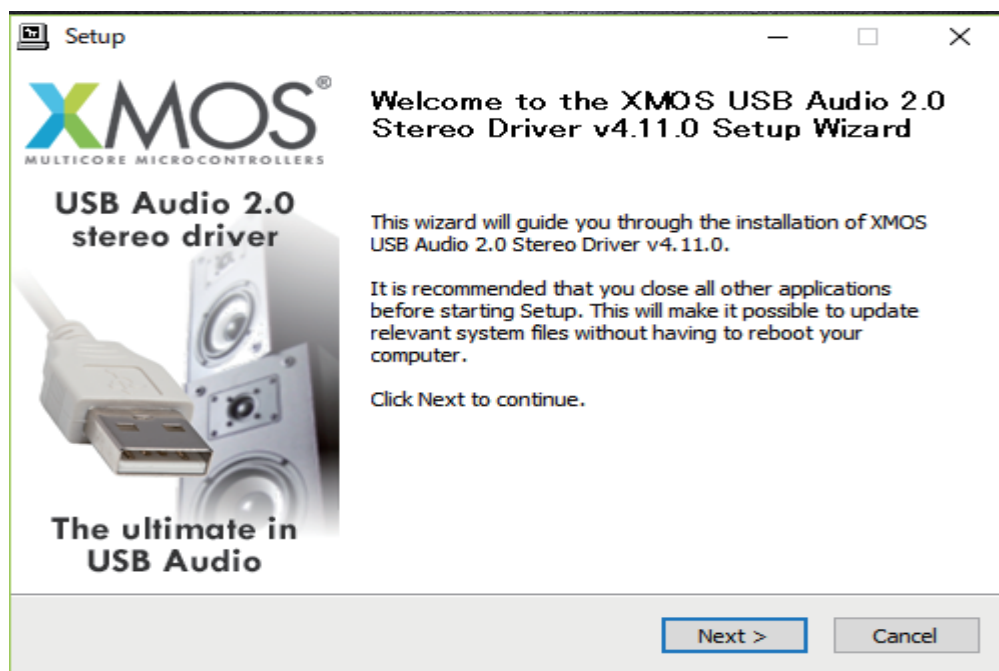 Setup
XMOS®
MULTICORE MICROCONTROLLERS
USB Audio 2.0
stereo driver
The ultimate in
USB Audio
Welcome to the XMOS USB Audio 2.0
Stereo Driver v4.11.0 Setup Wizard
This wizard will guide you through the installation of XMOS
USB Audio 2.0 Stereo Driver v4.11.0.
It is recommended that you close all other applications
before starting Setup. This will make it possible to update
relevant system files without having to reboot your
computer.
Click Next to continue.
Next >
Cancel